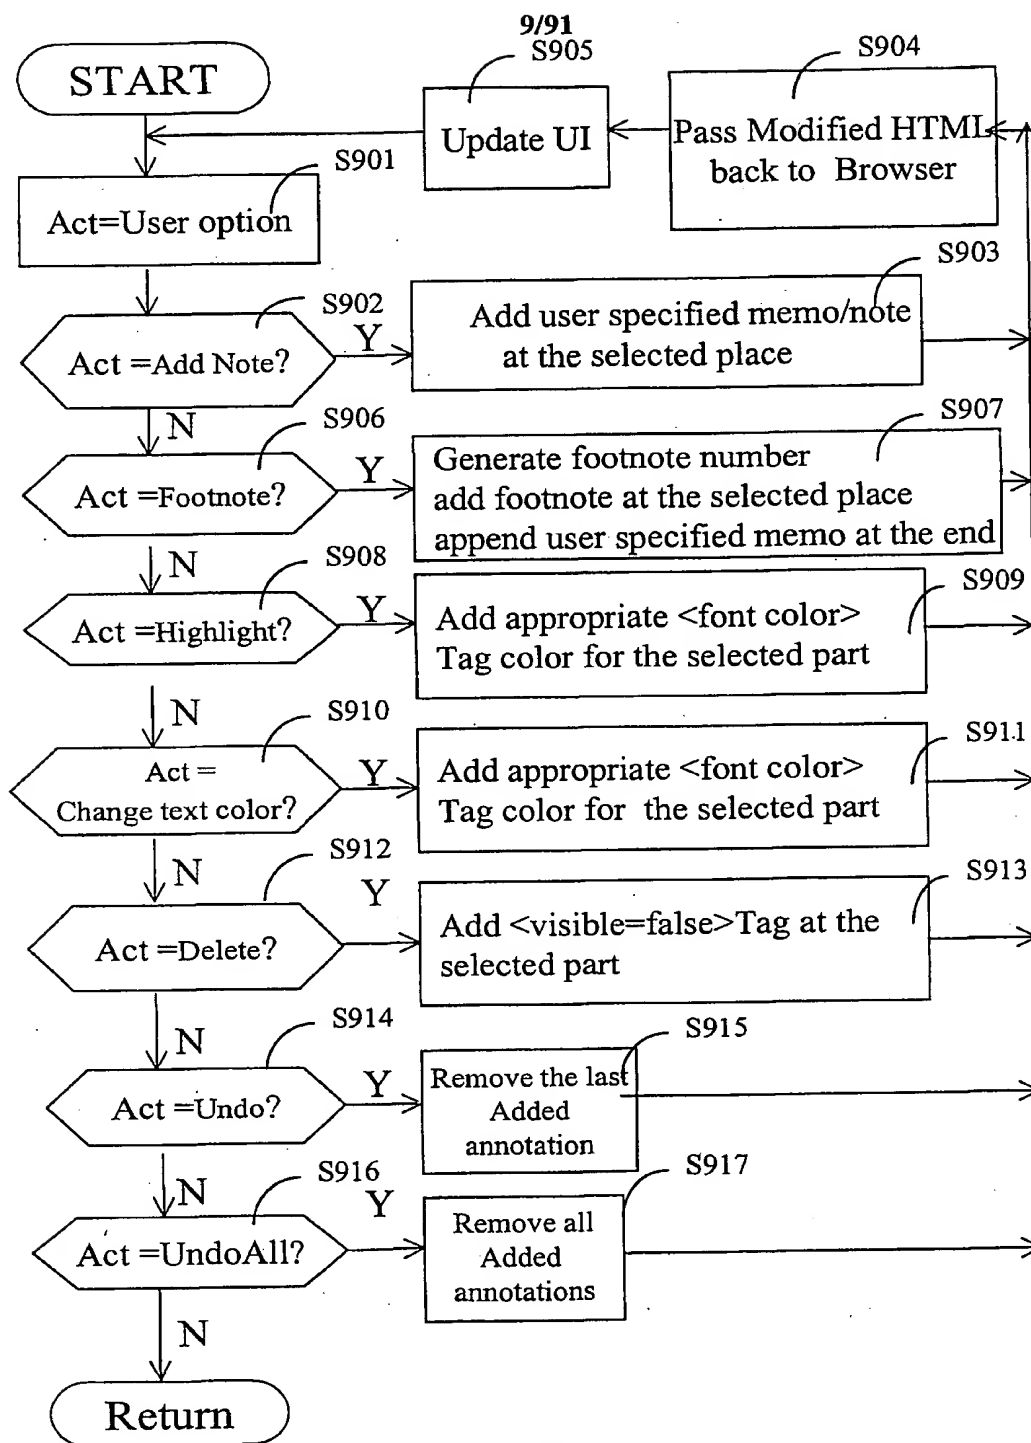 9/91
S905
S904
START
Update UI
Pass Modified HTML
back to Browser
S901
Act=User option
S903
S902
Add user specified memo/note
at the selected place
Act =Add Note?
Y
N
S906
S907
Generate footnote number
add footnote at the selected place
append user specified memo at the end
Act =Footnote?
Y
N
S908
S909
Add appropriate <font color>
Tag color for the selected part
Act =Highlight?
Y
N
S910
S911
Act =
Change text color?
Y
Add appropriate <font color>
Tag color for the selected part
N
S912
S913
Y
Add <visible=false>Tag at the
selected part
Act =Delete?
N
S914
S915
Act =Undo?
Y
Remove the last
Added
annotation
N
S916
S917
Y
Act =UndoAll?
Remove all
Added
annotations
N
Return